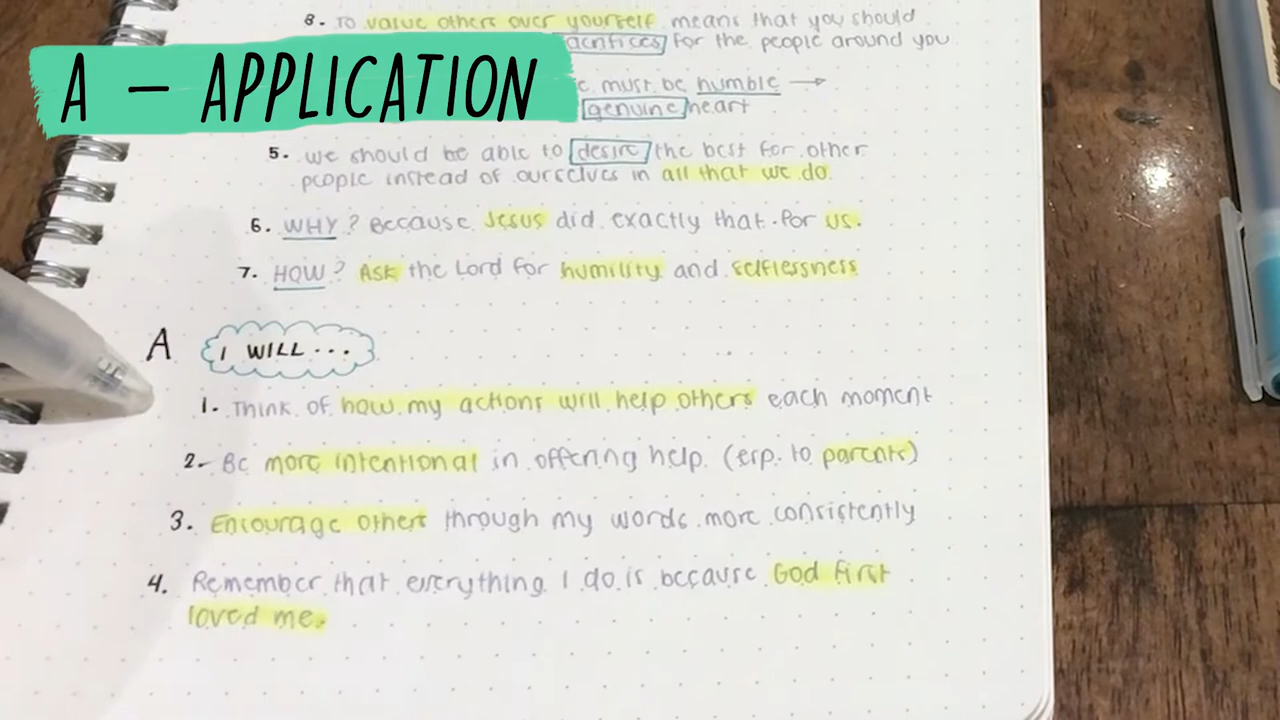 8. To value others over yourself means that you should
sacrifices for the people around you
A – APPLICATION
must be humble →
genuine heart
5. we should be able to desire the best for other
people instead of ourselves in all that we do.
6. WHY? Because Jesus did exactly that for us.
7. HOW? Ask the Lord for humility and selflessness
A I WILL...
1. Think of how my actions will help others each moment
2. Be more intentional in offering help (esp. to parents)
3. Encourage others through my words more consistently
4. Remember that everything I do is because God first
loved me.